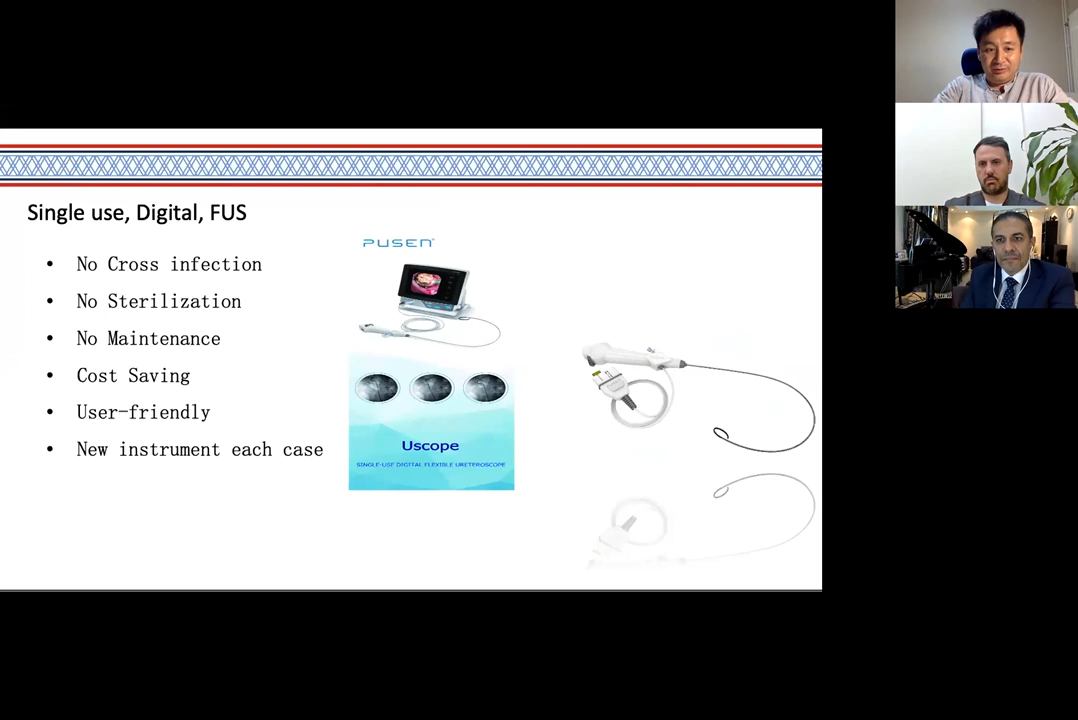 Single use, Digital, FUS
• No Cross infection
• No Sterilization
• No Maintenance
• Cost Saving
• User-friendly
• New instrument each case
PUSEN
Uscope
SINGLE-USE DIGITAL FLEXIBLE URETEROSCOPE